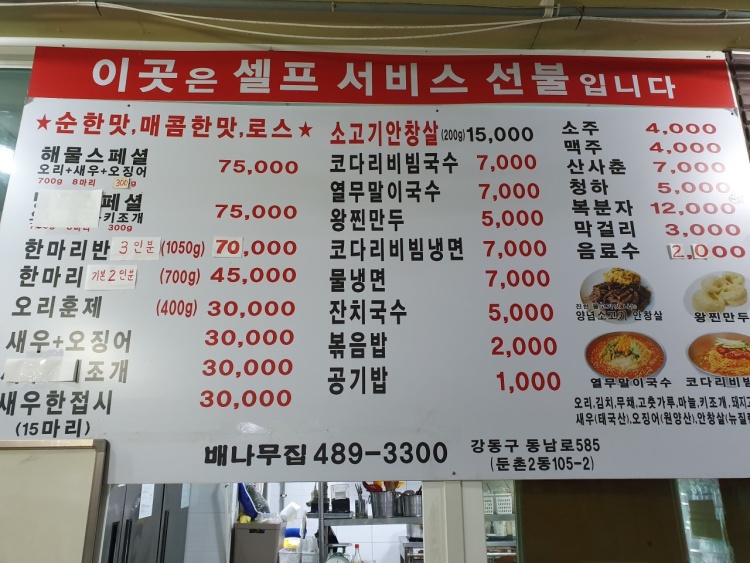 이곳은 셀프 서비스 선불입니다
★순한맛,매콤한맛,로스★
해물스페셜 75,000
오리+새우+오징어
700g 8마리 300g
페셜 75,000
+키조개
300g
한마리반 3인분 (1050g) 70,000
한마리 기본2인분 (700g) 45,000
오리훈제 (400g) 30,000
새우+오징어 30,000
조개 30,000
새우한접시 30,000
(15마리)
소고기안창살 (200g) 15,000
코다리비빔국수 7,000
열무말이국수 7,000
왕찐만두 5,000
코다리비빔냉면 7,000
물냉면 7,000
잔치국수 5,000
볶음밥 2,000
공기밥 1,000
소주 4,000
맥주 4,000
산사춘 7,000
청하 5,000
복분자 12,000
막걸리 3,000
음료수 2,000
양념소고기 안창살
왕찐만두
열무말이국수
코다리비빔
오리,김치,무채,고춧가루,마늘,키조개,돼지고
새우(태국산),오징어(원양산),안창살(뉴질랜
배나무집 489-3300
강동구 동남로585
(둔촌2동105-2)